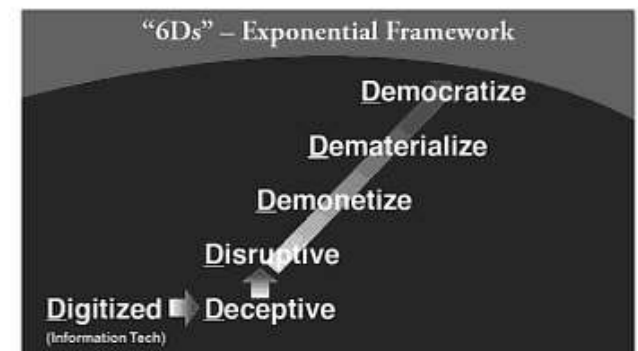 “6Ds” – Exponential Framework
Democratize
Dematerialize
Demonetize
Disruptive
Digitized Deceptive
(Information Tech)